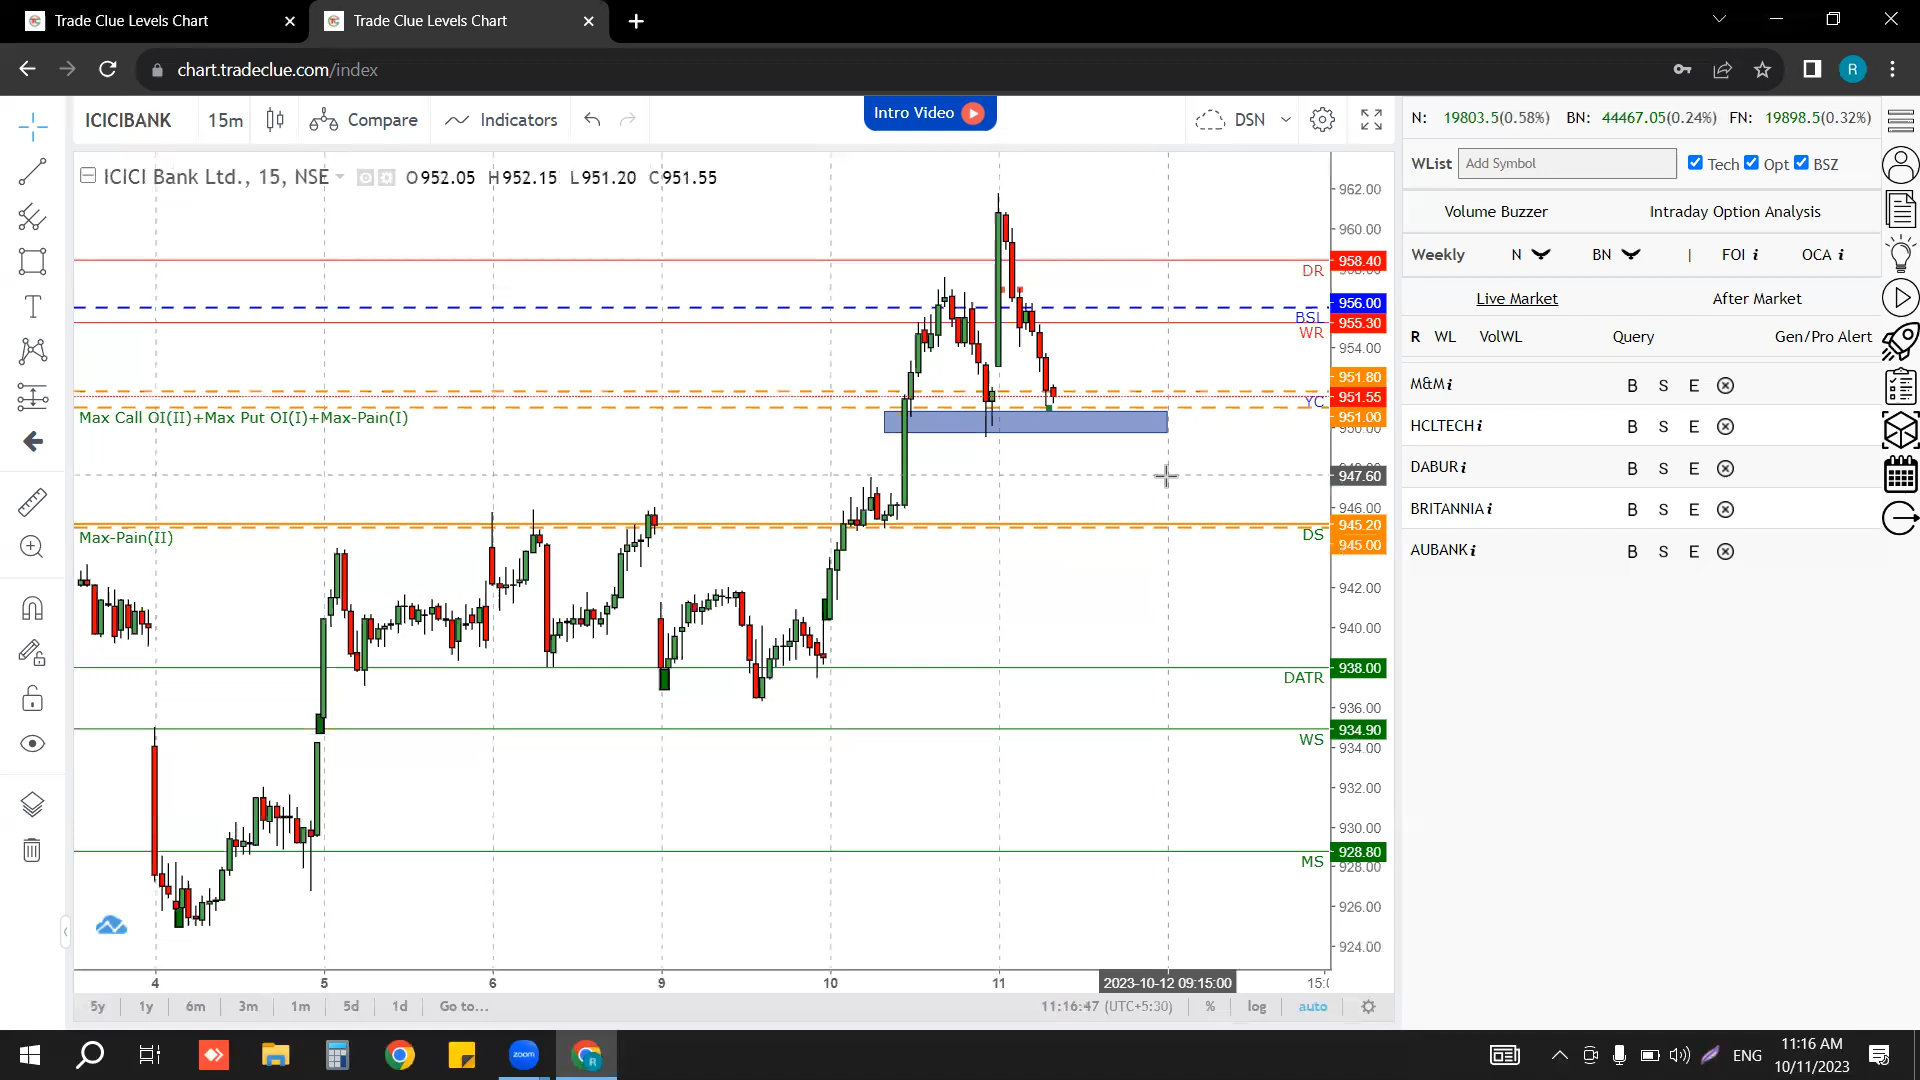 Trade Clue Levels Chart
Trade Clue Levels Chart
chart.tradeclue.com/index
R
ICICIBANK 15m Compare Indicators
Intro Video
DSN
ICICI Bank Ltd., 15, NSE O952.05 H952.15 L951.20 C951.55
962.00
960.00
958.40
DR
956.00
BSL
955.30
WR
954.00
951.80
951.55
YC
951.00
Max Call OI(II)+Max Put OI(I)+Max-Pain(I)
947.60
946.00
945.20
Max-Pain(II)
DS
945.00
942.00
940.00
938.00
DATR
936.00
934.90
WS
934.00
932.00
930.00
928.80
MS
928.00
926.00
924.00
4 5 6 9 10 11 2023-10-12 09:15:00
5y 1y 6m 3m 1m 5d 1d Go to...
11:16:47 (UTC+5:30) % log auto
N: 19803.5(0.58%) BN: 44467.05(0.24%) FN: 19898.5(0.32%)
WList Add Symbol Tech Opt BSZ
Volume Buzzer Intraday Option Analysis
Weekly N BN | FOI i OCA i
Live Market After Market
R WL VolWL Query Gen/Pro Alert
M&M i B S E
HCLTECH i B S E
DABUR i B S E
BRITANNIA i B S E
AUBANK i B S E
zoom
R
ENG
11:16 AM
10/11/2023